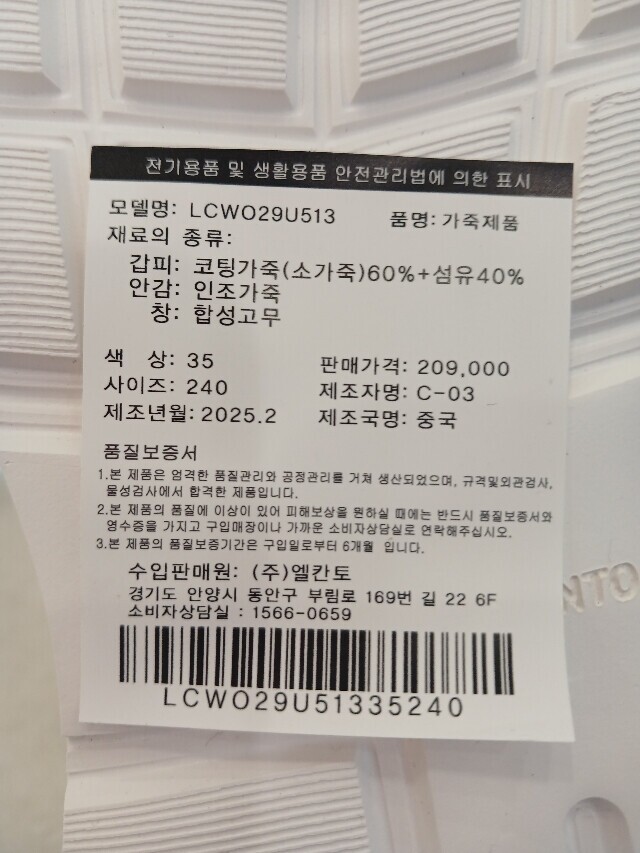 전기용품 및 생활용품 안전관리법에 의한 표시
모델명: LCWO29U513 품명: 가죽제품
재료의 종류:
갑피: 코팅가죽(소가죽)60%+섬유40%
안감: 인조가죽
창: 합성고무
색 상: 35 판매가격: 209,000
사이즈: 240 제조자명: C-03
제조년월: 2025.2 제조국명: 중국
품질보증서
1.본 제품은 엄격한 품질관리와 공정관리를 거쳐 생산되었으며, 규격및외관검사,
물성검사에서 합격한 제품입니다.
2.본 제품의 품질에 이상이 있어 피해보상을 원하실 때에는 반드시 품질보증서와
영수증을 가지고 구입매장이나 가까운 소비자상담실로 연락해주십시오.
3.본 제품의 품질보증기간은 구입일로부터 6개월 입니다.
수입판매원: (주)엘칸토
경기도 안양시 동안구 부림로 169번 길 22 6F
소비자상담실 : 1566-0659
LCWO29U51335240
NTO